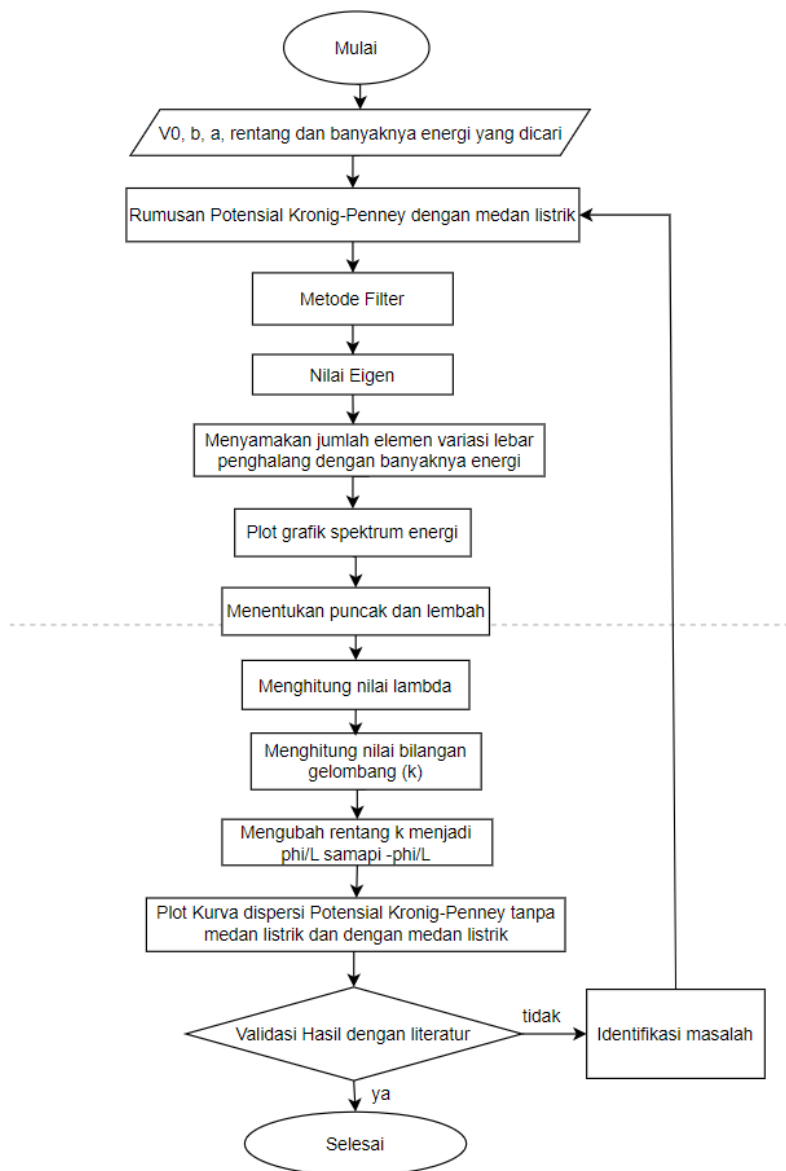 Mulai
V0, b, a, rentang dan banyaknya energi yang dicari
Rumusan Potensial Kronig-Penney dengan medan listrik
Metode Filter
Nilai Eigen
Menyamakan jumlah elemen variasi lebar
penghalang dengan banyaknya energi
Plot grafik spektrum energi
Menentukan puncak dan lembah
Menghitung nilai lambda
Menghitung nilai bilangan
gelombang (k)
Mengubah rentang k menjadi
phi/L samapi -phi/L
Plot Kurva dispersi Potensial Kronig-Penney tanpa
medan listrik dan dengan medan listrik
Validasi Hasil dengan literatur
tidak
Identifikasi masalah
ya
Selesai